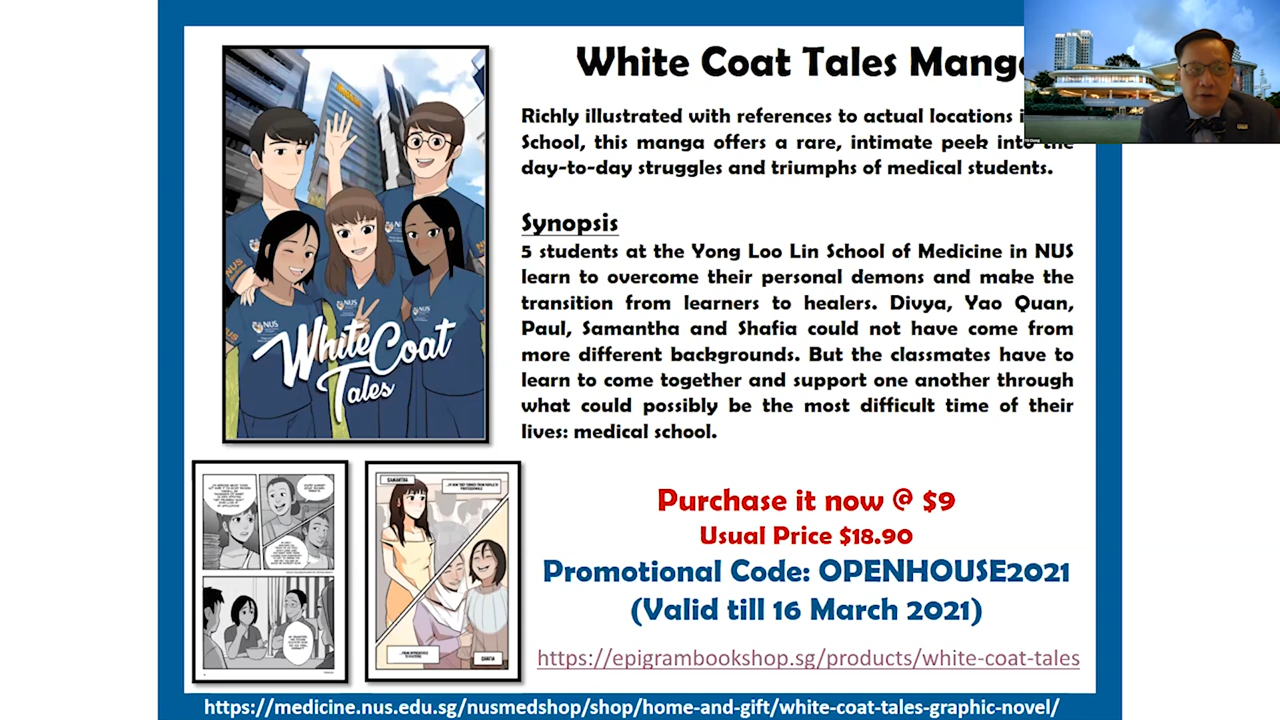 White Coat Tales Mang
Richly illustrated with references to actual locations i
School, this manga offers a rare, intimate peek into the
day-to-day struggles and triumphs of medical students.
Synopsis
5 students at the Yong Loo Lin School of Medicine in NUS
learn to overcome their personal demons and make the
transition from learners to healers. Divya, Yao Quan,
Paul, Samantha and Shafia could not have come from
more different backgrounds. But the classmates have to
learn to come together and support one another through
what could possibly be the most difficult time of their
lives: medical school.
Purchase it now @ $9
Usual Price $18.90
Promotional Code: OPENHOUSE2021
(Valid till 16 March 2021)
https://epigrambookshop.sg/products/white-coat-tales
https://medicine.nus.edu.sg/nusmedshop/shop/home-and-gift/white-coat-tales-graphic-novel/
NUS
NUS
NUS
White Coat
Tales
SAMANTHA
SHAFIA